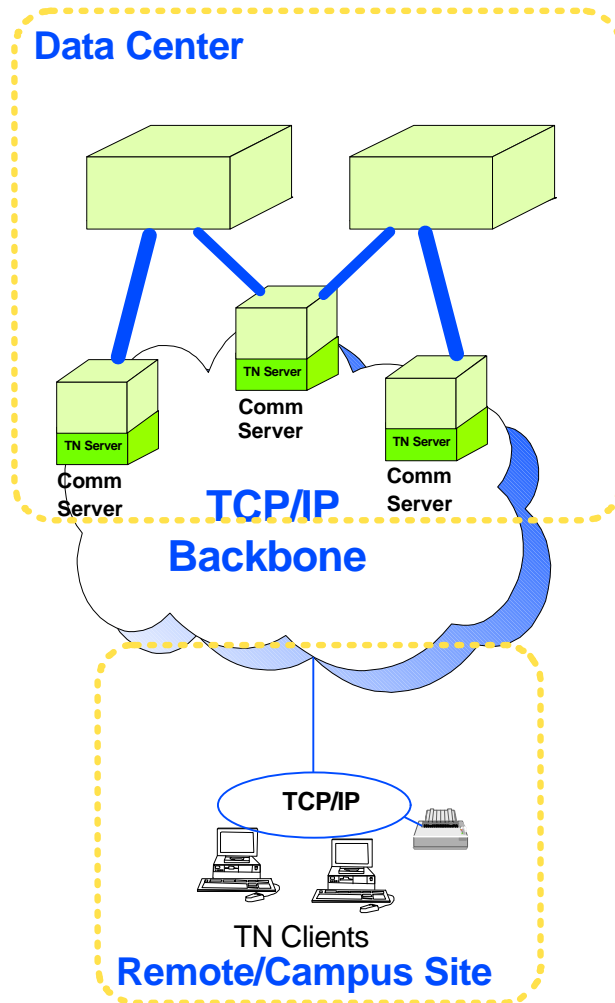 Data Center
TN Server
Comm
Server
TN Server
Comm
Server
TN Server
Comm
Server
TCP/IP
Backbone
TCP/IP
TN Clients
Remote/Campus Site